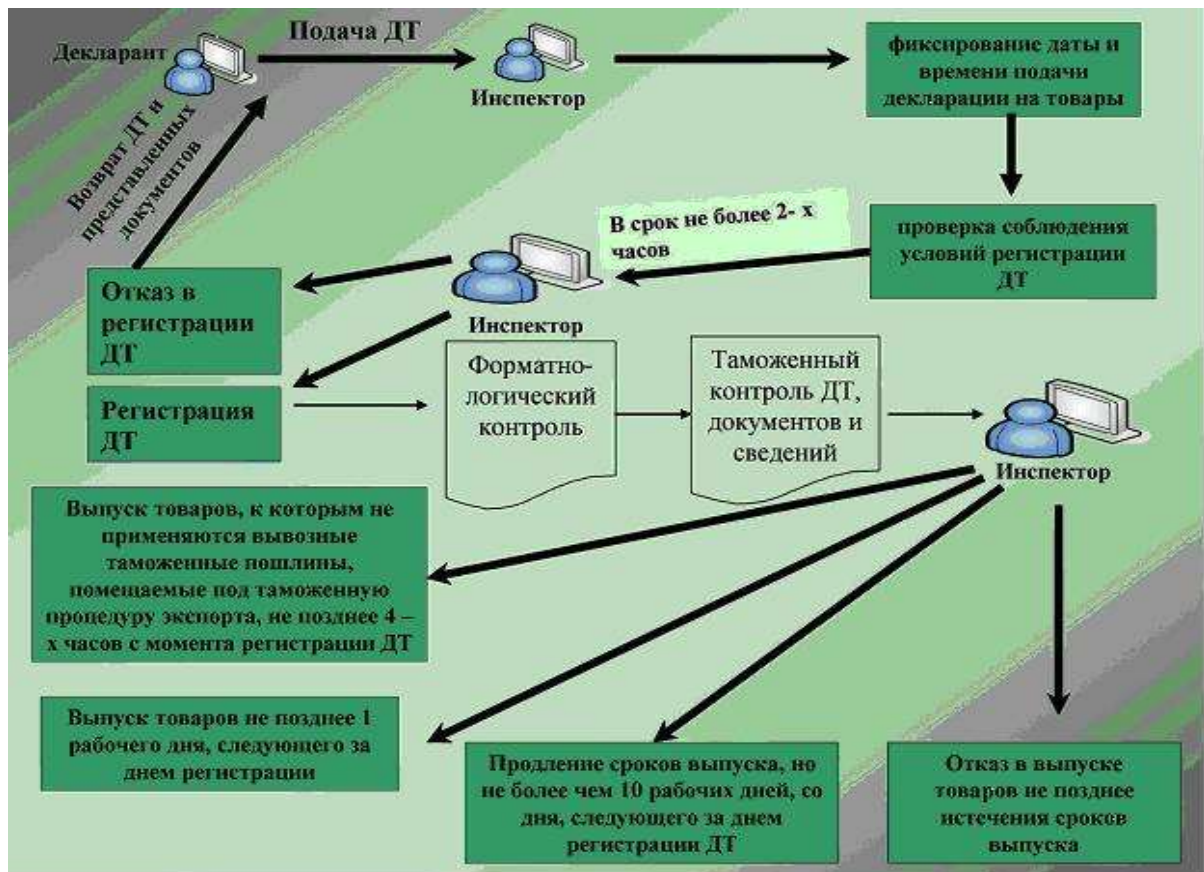 Декларант
Подача ДТ
Инспектор
фиксирование даты и
времени подачи
декларации на товары
Возврат ДТ и
представленных
документов
В срок не более 2- х
часов
проверка соблюдения
условий регистрации
ДТ
Отказ в
регистрации
ДТ
Инспектор
Регистрация
ДТ
Форматно-
логический
контроль
Таможенный
контроль ДТ,
документов и
сведений
Инспектор
Выпуск товаров, к которым не
применяются вывозные
таможенные пошлины,
помещаемые под таможенную
процедуру экспорта, не позднее 4 –
х часов с момента регистрации ДТ
Выпуск товаров не позднее 1
рабочего дня, следующего за
днем регистрации
Продление сроков выпуска, но
не более чем 10 рабочих дней, со
дня, следующего за днем
регистрации ДТ
Отказ в выпуске
товаров не позднее
истечения сроков
выпуска